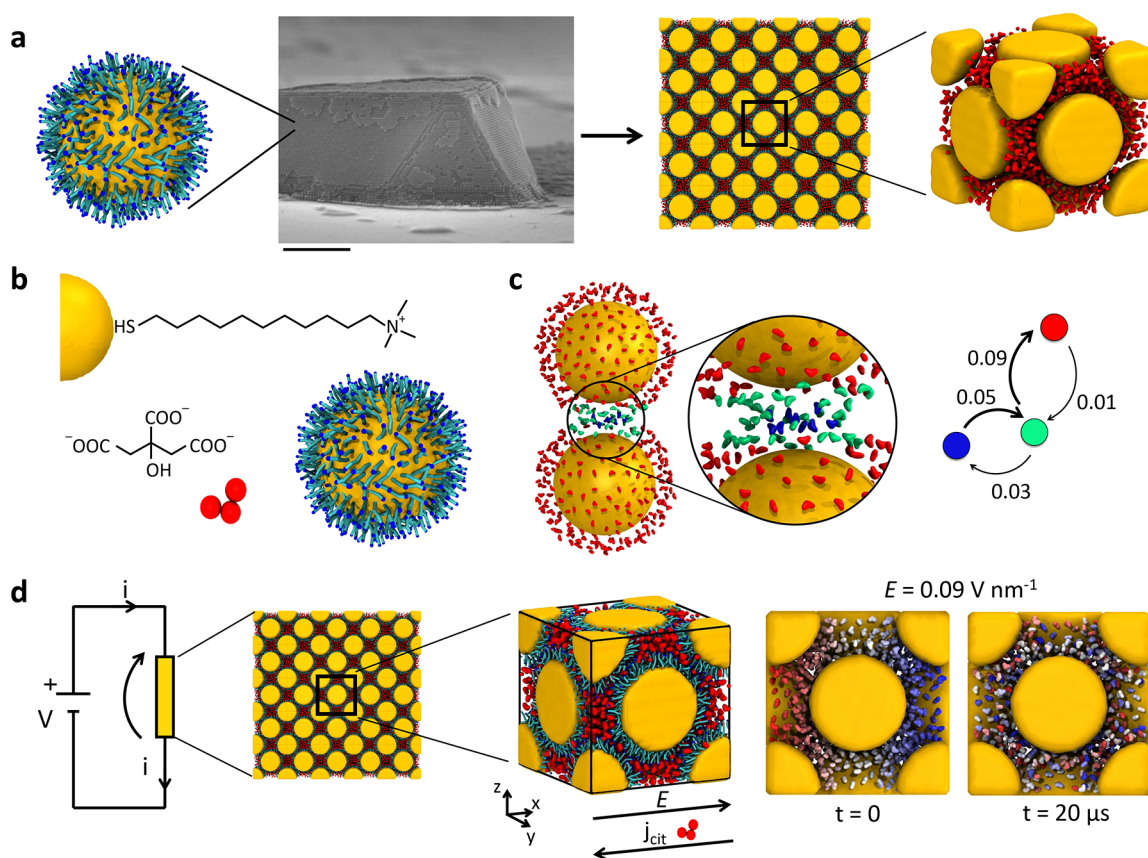 a
b
HS
N+
COO−
−OOC
COO−
OH
c
0.09
0.05
0.01
0.03
d
i
+
V
i
z
x
y
E
jcit
E = 0.09 V nm-1
t = 0
t = 20 µs